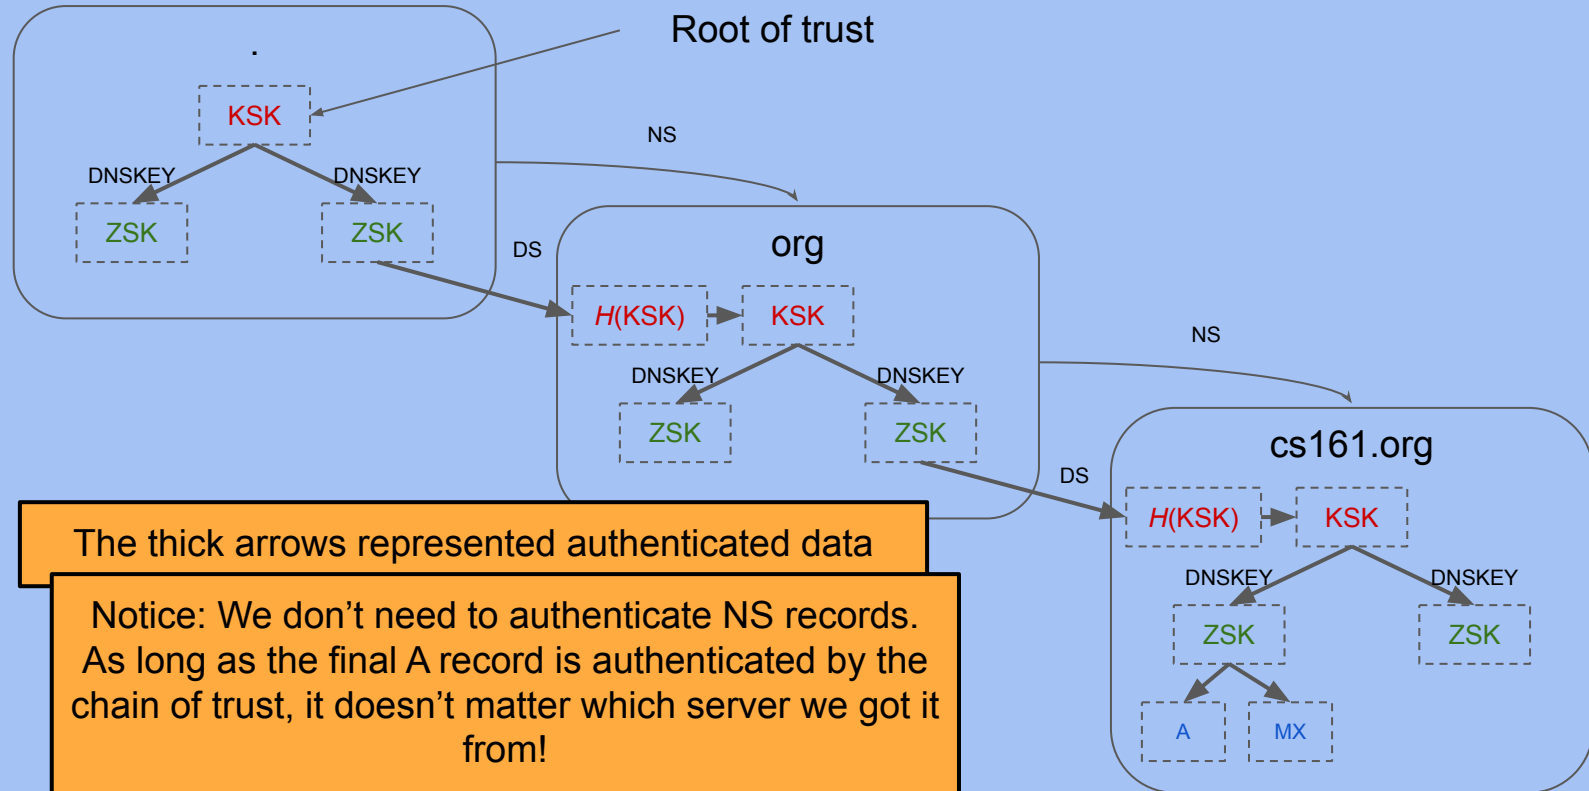 Root of trust
.
KSK
DNSKEY
DNSKEY
ZSK
ZSK
NS
DS
org
H(KSK)
KSK
DNSKEY
DNSKEY
ZSK
ZSK
NS
DS
cs161.org
H(KSK)
KSK
DNSKEY
DNSKEY
ZSK
ZSK
A
MX
The thick arrows represented authenticated data
Notice: We don’t need to authenticate NS records.
As long as the final A record is authenticated by the
chain of trust, it doesn’t matter which server we got it
from!